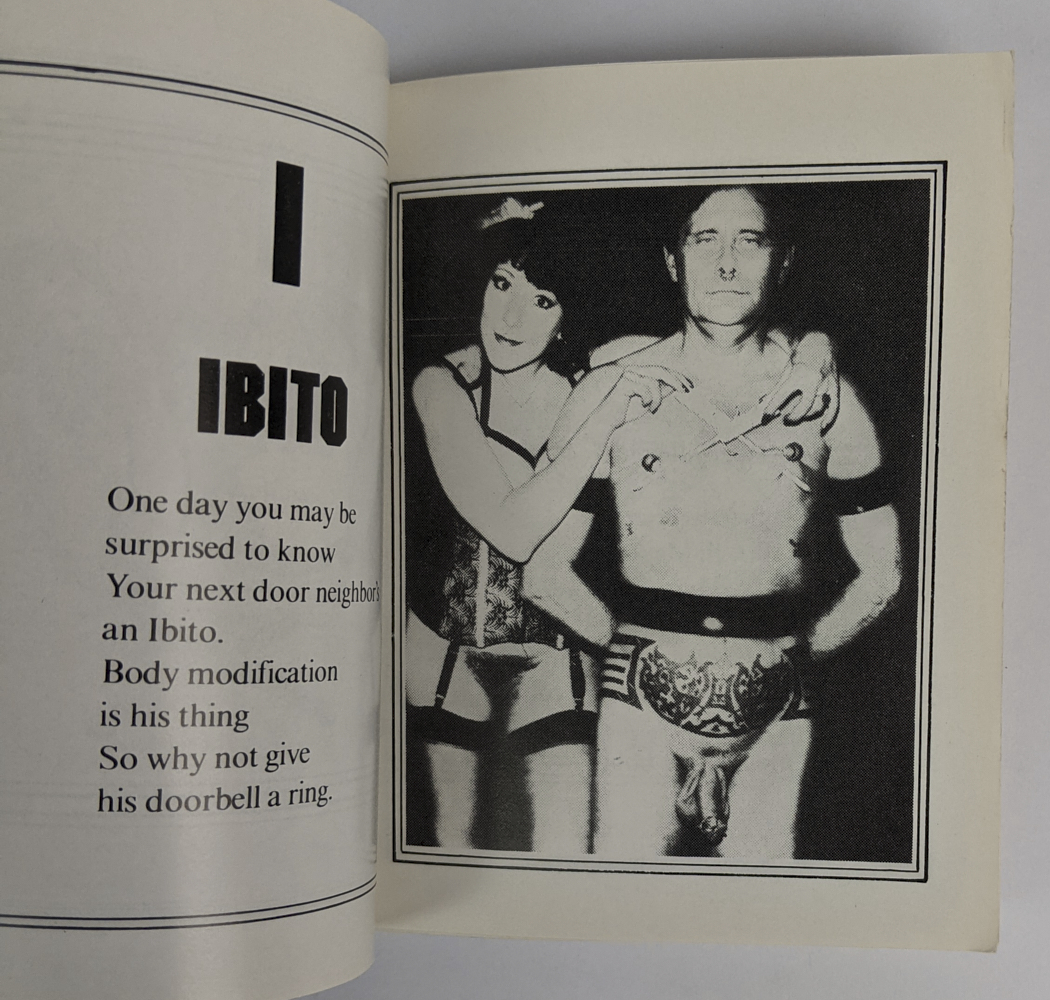 I
IBITO
One day you may be
surprised to know
Your next door neighbor's
an Ibito.
Body modification
is his thing
So why not give
his doorbell a ring.